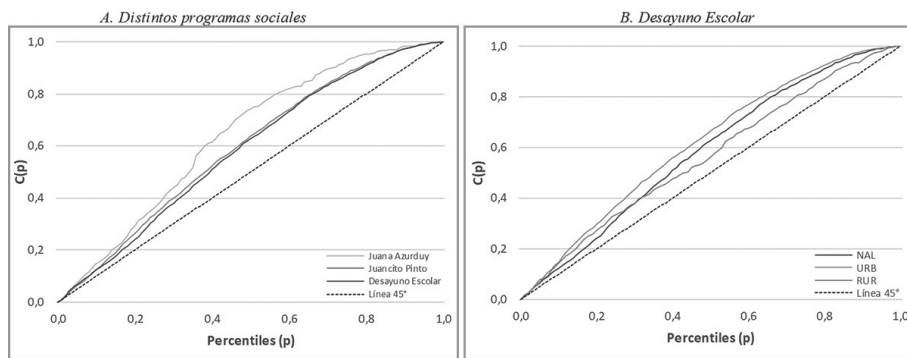 A. Distintos programas sociales
1,0
0,8
0,6
0,4
0,2
0,0
C(p)
0,0 0,2 0,4 0,6 0,8 1,0
Percentiles (p)
Juana Azurduy
Juancito Pinto
Desayuno Escolar
Línea 45°
B. Desayuno Escolar
1,0
0,8
0,6
0,4
0,2
0,0
C(p)
0,0 0,2 0,4 0,6 0,8 1,0
Percentiles (p)
NAL
URB
RUR
Línea 45°